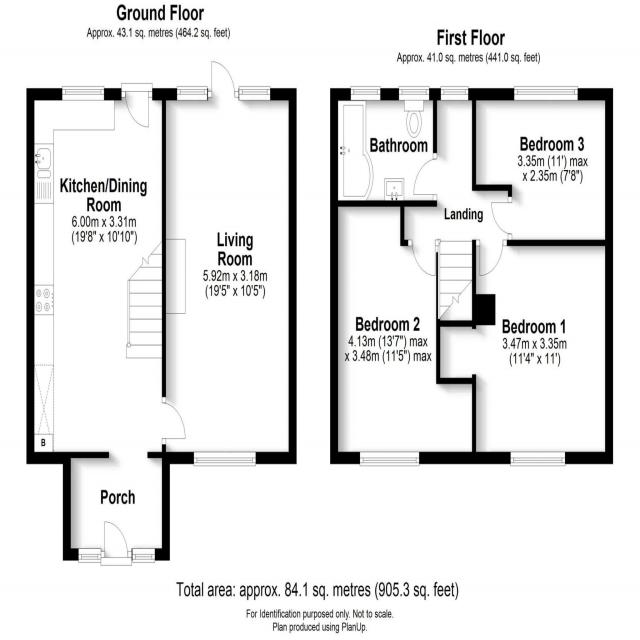 Ground Floor
Approx. 43.1 sq. metres (464.2 sq. feet)
First Floor
Approx. 41.0 sq. metres (441.0 sq. feet)
Kitchen/Dining
Room
6.00m x 3.31m
(19'8" x 10'10")
Living
Room
5.92m x 3.18m
(19'5" x 10'5")
B
Porch
Bathroom
Bedroom 3
3.35m (11') max
x 2.35m (7'8")
Landing
Bedroom 2
4.13m (13'7") max
x 3.48m (11'5") max
Bedroom 1
3.47m x 3.35m
(11'4" x 11')
Total area: approx. 84.1 sq. metres (905.3 sq. feet)
For Identification purposed only. Not to scale.
Plan produced using PlanUp.